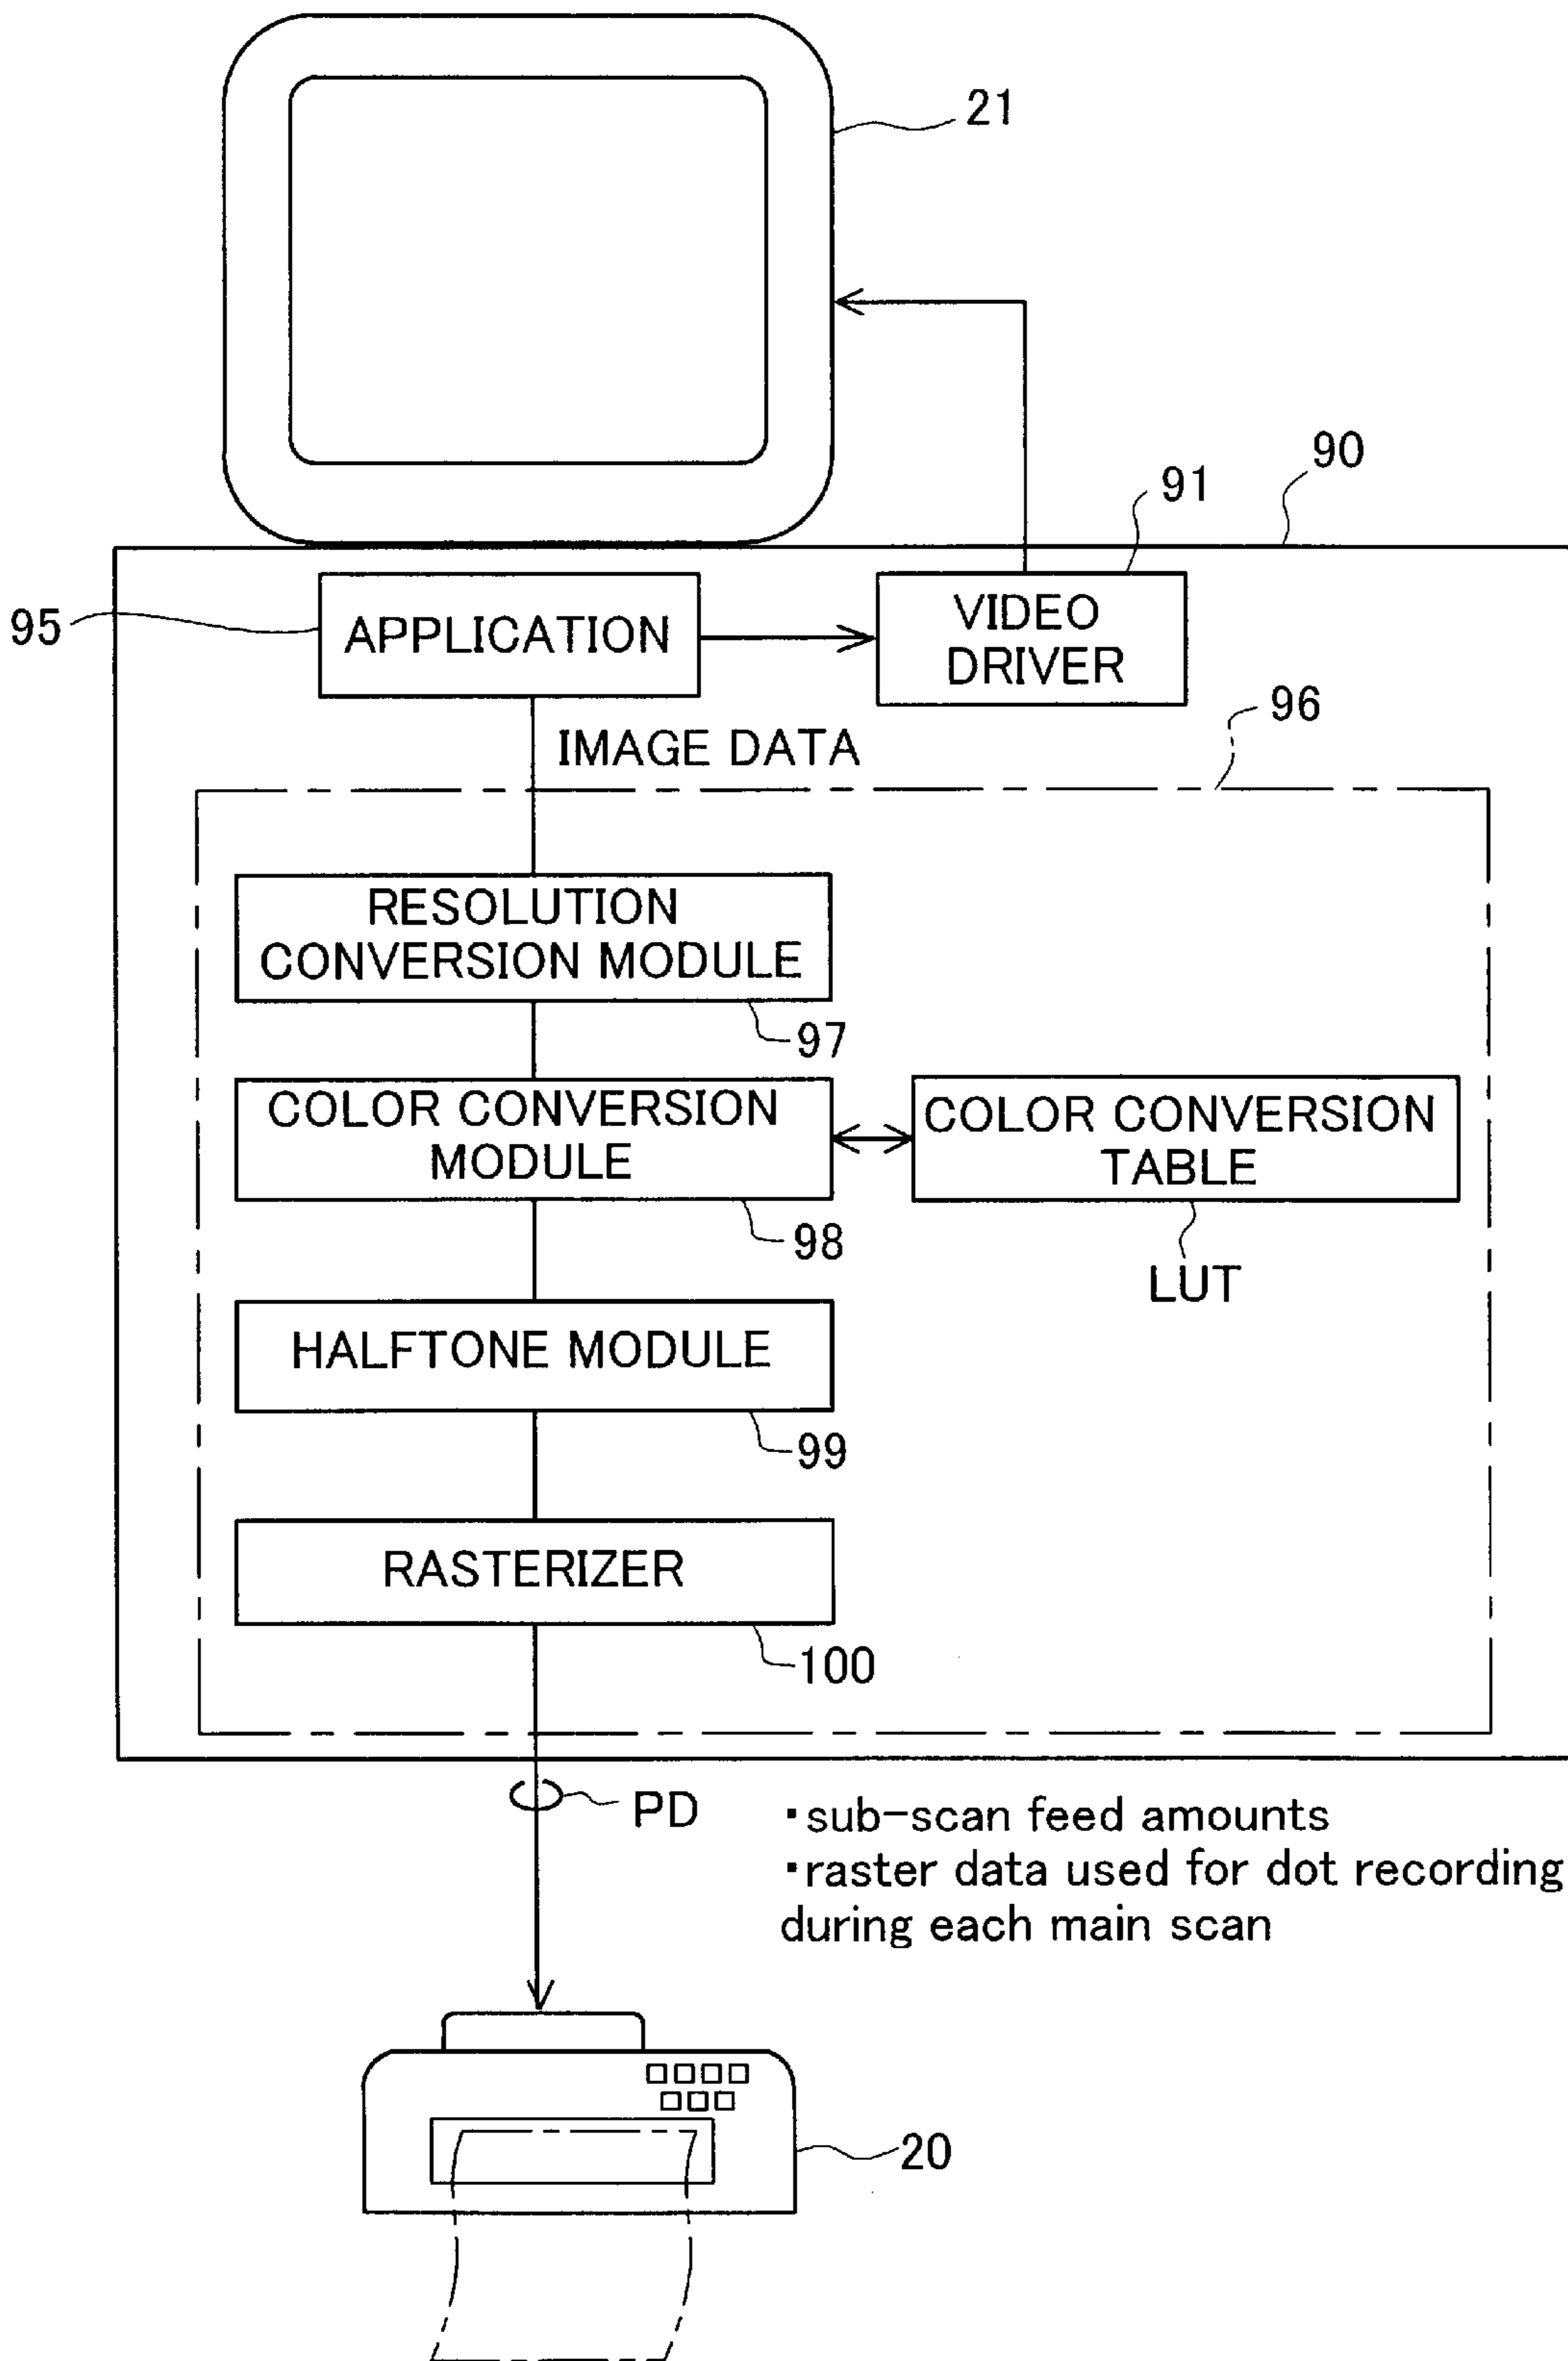 21
90
91
95
APPLICATION
VIDEO
DRIVER
96
IMAGE DATA
RESOLUTION
CONVERSION MODULE
97
COLOR CONVERSION
MODULE
COLOR CONVERSION
TABLE
98
LUT
HALFTONE MODULE
99
RASTERIZER
100
PD
・sub-scan feed amounts
・raster data used for dot recording
during each main scan
20